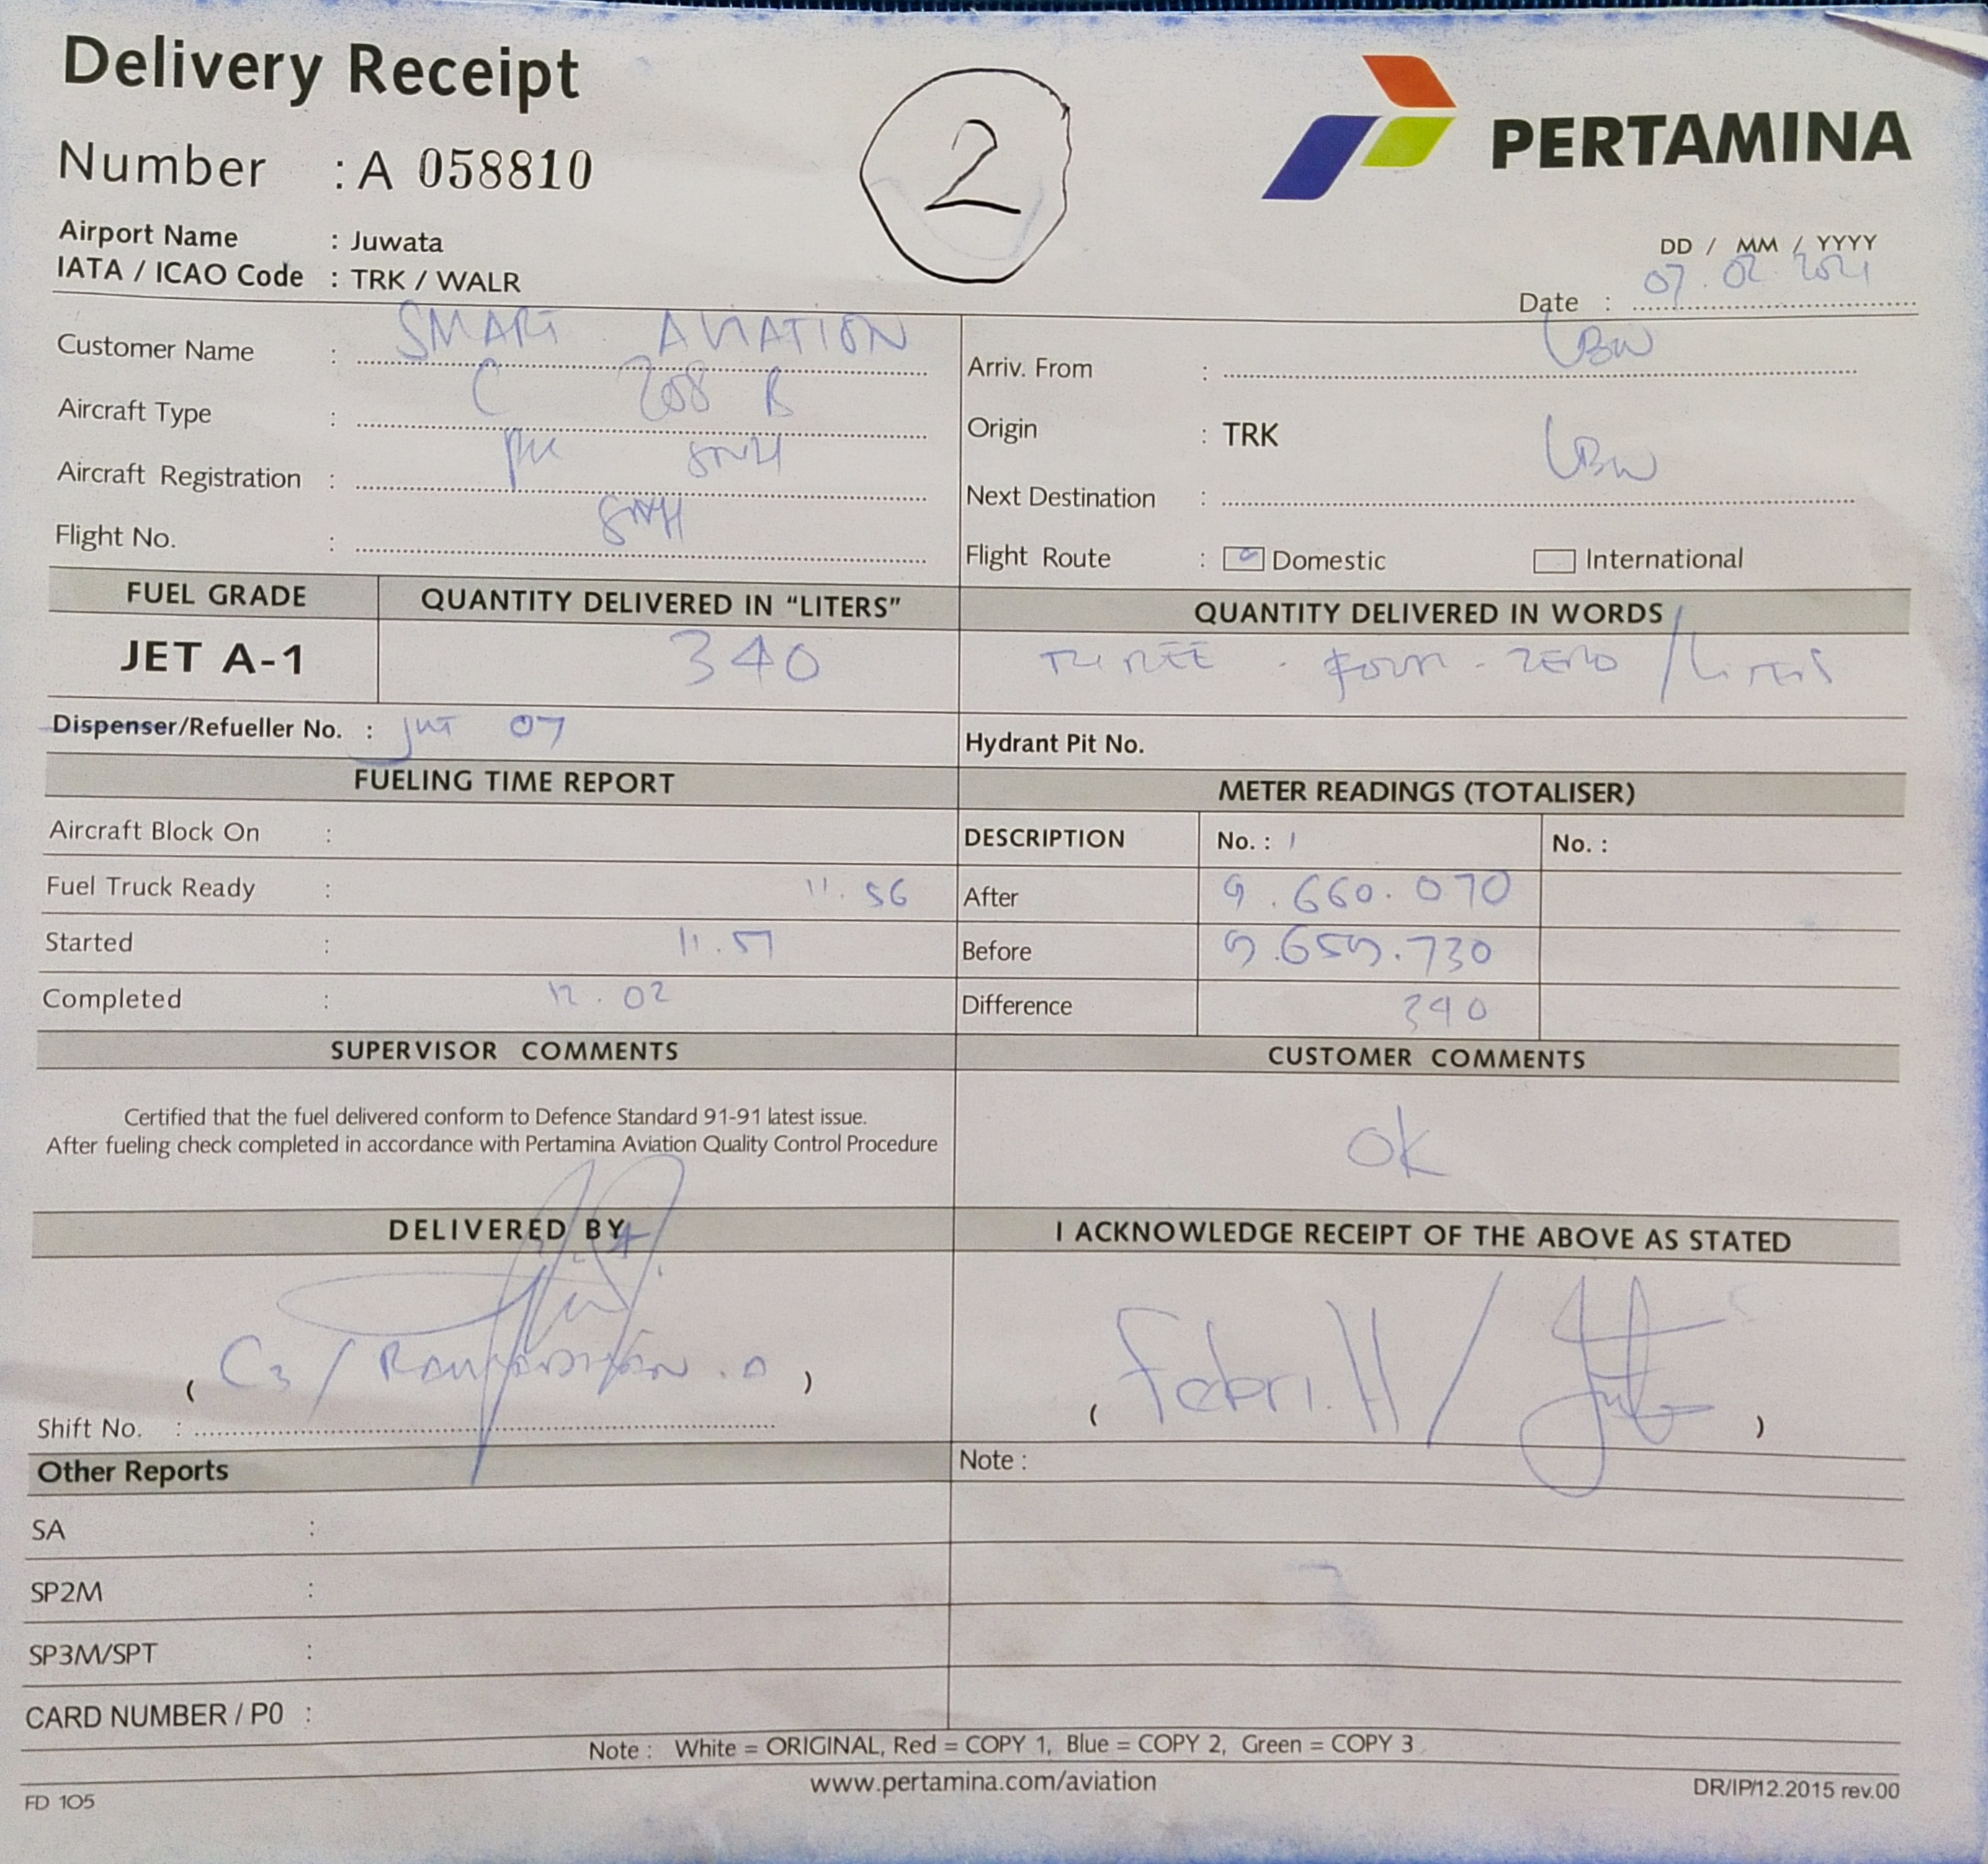 Delivery Receipt
2
PERTAMINA
Number : A 058810
Airport Name : Juwata
IATA / ICAO Code : TRK / WALR
DD / MM / YYYY
Date : 07. 02. 2021
Customer Name : SMART AVIATION
Arriv. From : LBW
Aircraft Type : C 208 B
Origin : TRK
Aircraft Registration : PK SNH
Next Destination : LBW
Flight No. : SNH
Flight Route : Domestic International
FUEL GRADE QUANTITY DELIVERED IN “LITERS” QUANTITY DELIVERED IN WORDS
JET A-1 340 THREE - FOUR - ZERO / LITERS
Dispenser/Refueller No. : 07
Hydrant Pit No.
FUELING TIME REPORT METER READINGS (TOTALISER)
Aircraft Block On :
DESCRIPTION No. : 1 No. :
Fuel Truck Ready : 11. 56
After 9.660.070
Started : 11.57
Before 9.659.730
Completed : 12.02
Difference 340
SUPERVISOR COMMENTS CUSTOMER COMMENTS
Certified that the fuel delivered conform to Defence Standard 91-91 latest issue.
After fueling check completed in accordance with Pertamina Aviation Quality Control Procedure
Ok
DELIVERED BY I ACKNOWLEDGE RECEIPT OF THE ABOVE AS STATED
( C3 / )
( Febri. H / )
Shift No. :
Other Reports
Note :
SA :
SP2M :
SP3M/SPT :
CARD NUMBER / P0 :
Note : White = ORIGINAL, Red = COPY 1, Blue = COPY 2, Green = COPY 3
www.pertamina.com/aviation
FD 105
DR/IP/12.2015 rev.00